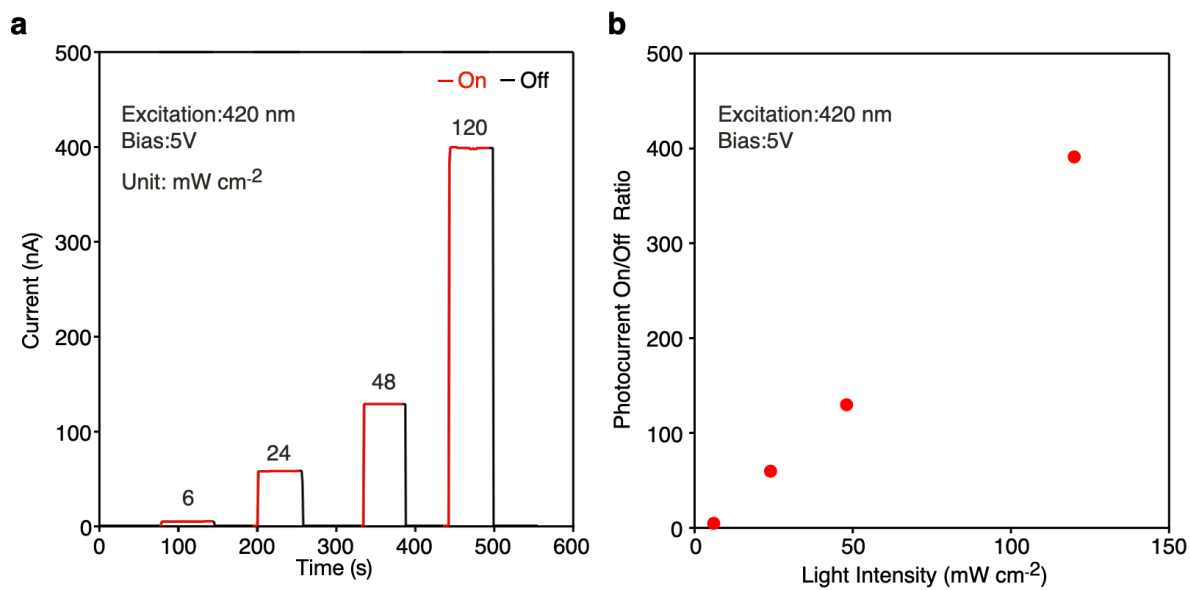 a
500
400
300
200
100
0
Current (nA)
Excitation:420 nm
Bias:5V
Unit: mW cm-2
On Off
6
24
48
120
0 100 200 300 400 500 600
Time (s)
b
500
400
300
200
100
0
Photocurrent On/Off Ratio
Excitation:420 nm
Bias:5V
0 50 100 150
Light Intensity (mW cm-2)